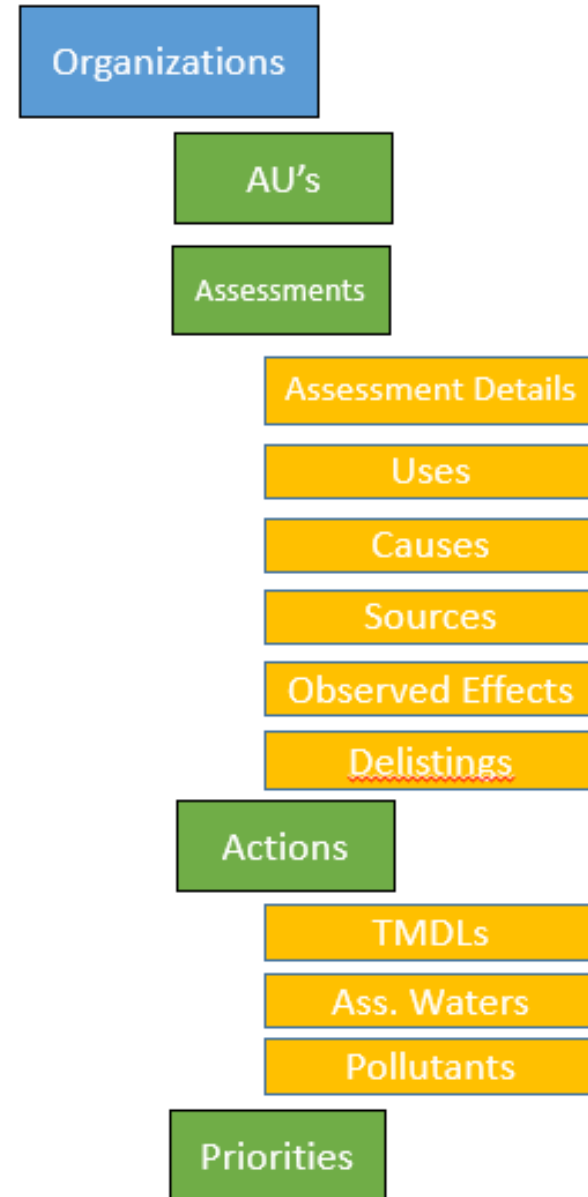 Organizations
AU’s
Assessments
Assessment Details
Uses
Causes
Sources
Observed Effects
Delistings
Actions
TMDLs
Ass. Waters
Pollutants
Priorities